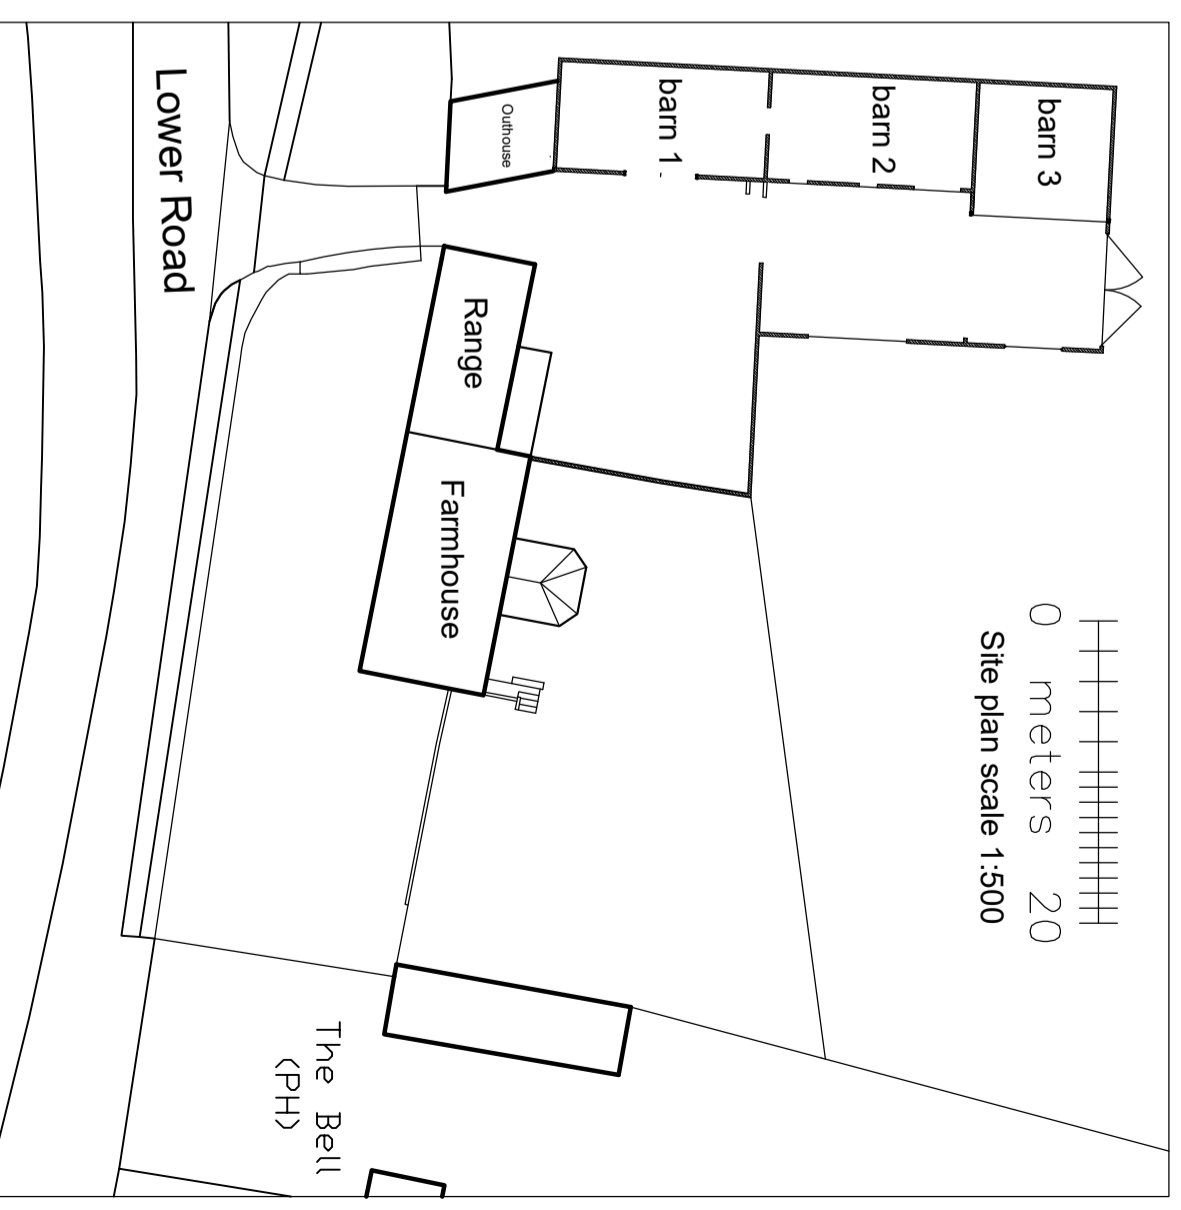 barn 3
barn 2
barn 1
Outhouse
Lower Road
Range
Farmhouse
0 meters 20
Site plan scale 1:500
The Bell
(PH)